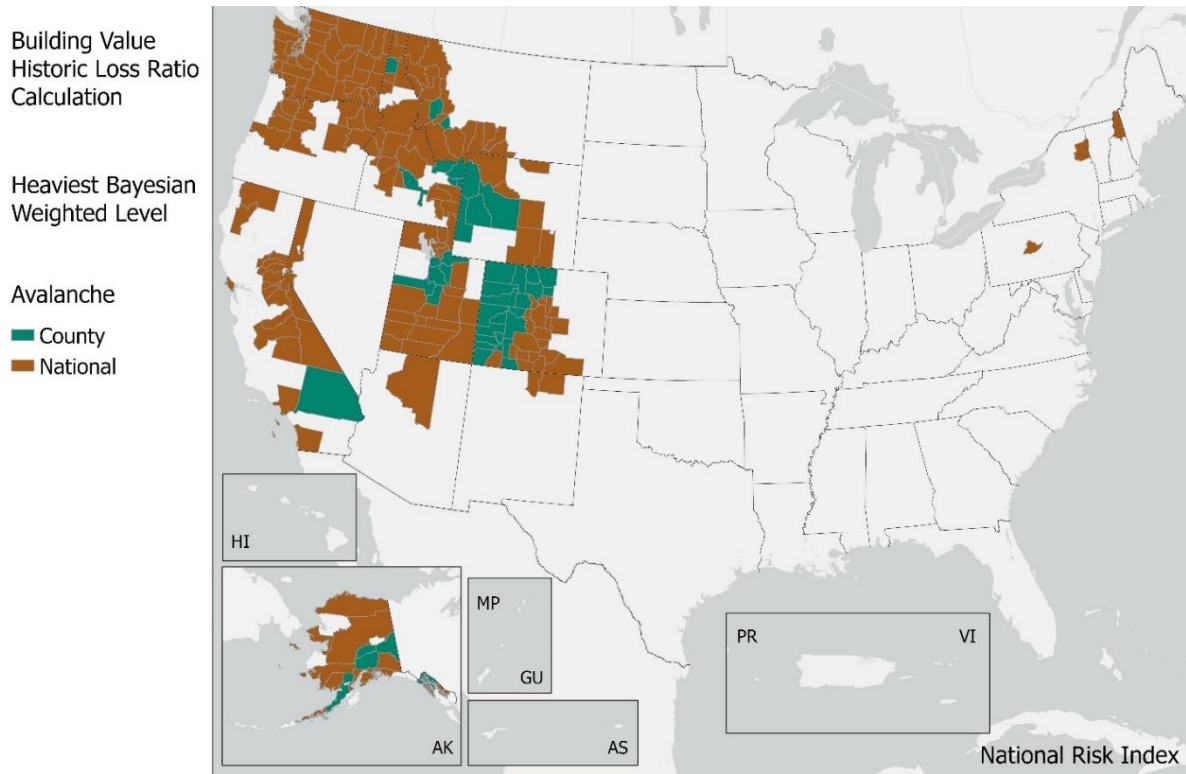 Building Value
Historic Loss Ratio
Calculation
Heaviest Bayesian
Weighted Level
Avalanche
County
National
HI
AK
MP
GU
AS
PR
VI
National Risk Index